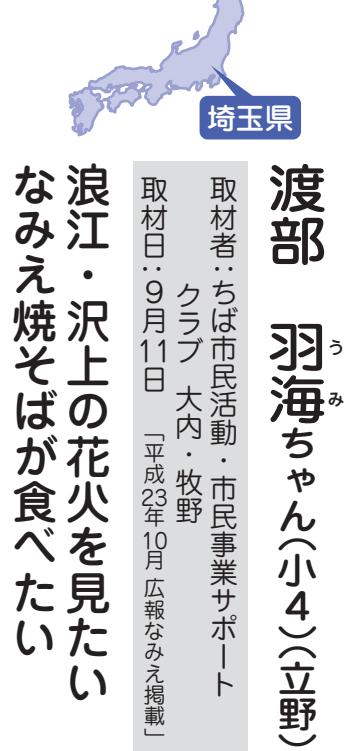 埼玉県
渡部 羽海ちゃん(小4)(立野)
うみ
取材者:ちば市民活動・市民事業サポート
クラブ 大内・牧野
取材日:9月11日 「平成23年10月 広報なみえ掲載」
浪江・沢上の花火を見たい
なみえ焼そばが食べたい